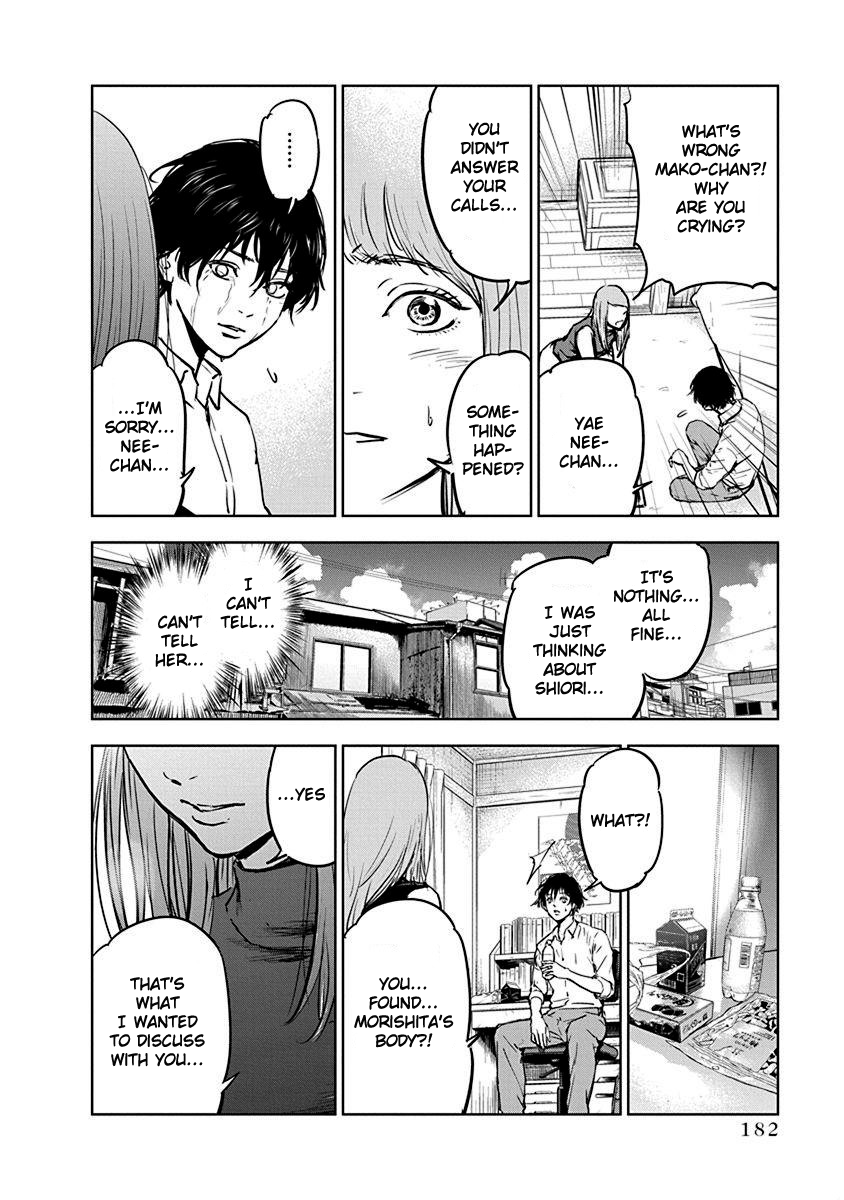 WHAT'S
WRONG
MAKO-CHAN?!
WHY
ARE YOU
CRYING?
YAE
NEE-
CHAN...
YOU
DIDN'T
ANSWER
YOUR
CALLS...
SOME-
THING
HAP-
PENED?
......
...I'M
SORRY...
NEE-
CHAN...
IT'S
NOTHING...
ALL
FINE...
I WAS
JUST
THINKING
ABOUT
SHIORI...
I
CAN'T
TELL...
CAN'T
TELL
HER...
WHAT?!
YOU...
FOUND...
MORISHITA'S
BODY?!
...YES
THAT'S
WHAT
I WANTED
TO DISCUSS
WITH YOU...
182